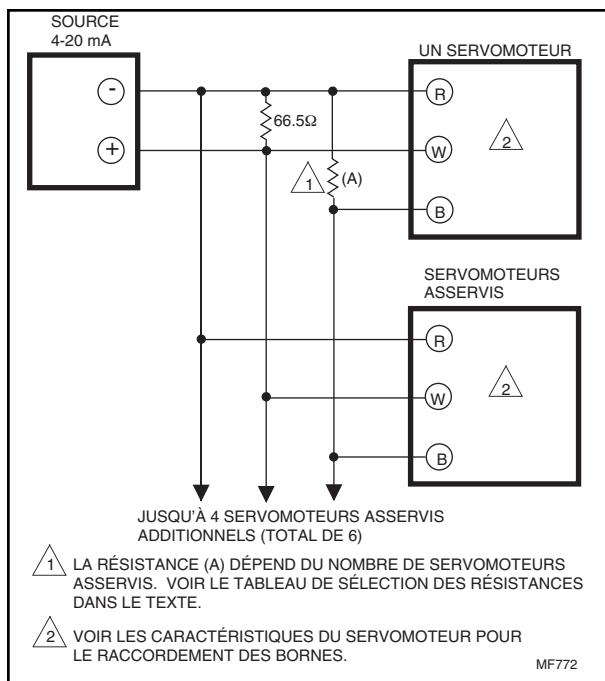 SOURCE
4-20 mA
UN SERVOMOTEUR
-
R
66.5Ω
+
W
2
1
(A)
B
SERVOMOTEURS
ASSERVIS
R
2
W
B
JUSQU'À 4 SERVOMOTEURS ASSERVIS
ADDITIONNELS (TOTAL DE 6)
1 LA RÉSISTANCE (A) DÉPEND DU NOMBRE DE SERVOMOTEURS
ASSERVIS. VOIR LE TABLEAU DE SÉLECTION DES RÉSISTANCES
DANS LE TEXTE.
2 VOIR LES CARACTÉRISTIQUES DU SERVOMOTEUR POUR
LE RACCORDEMENT DES BORNES.
MF772